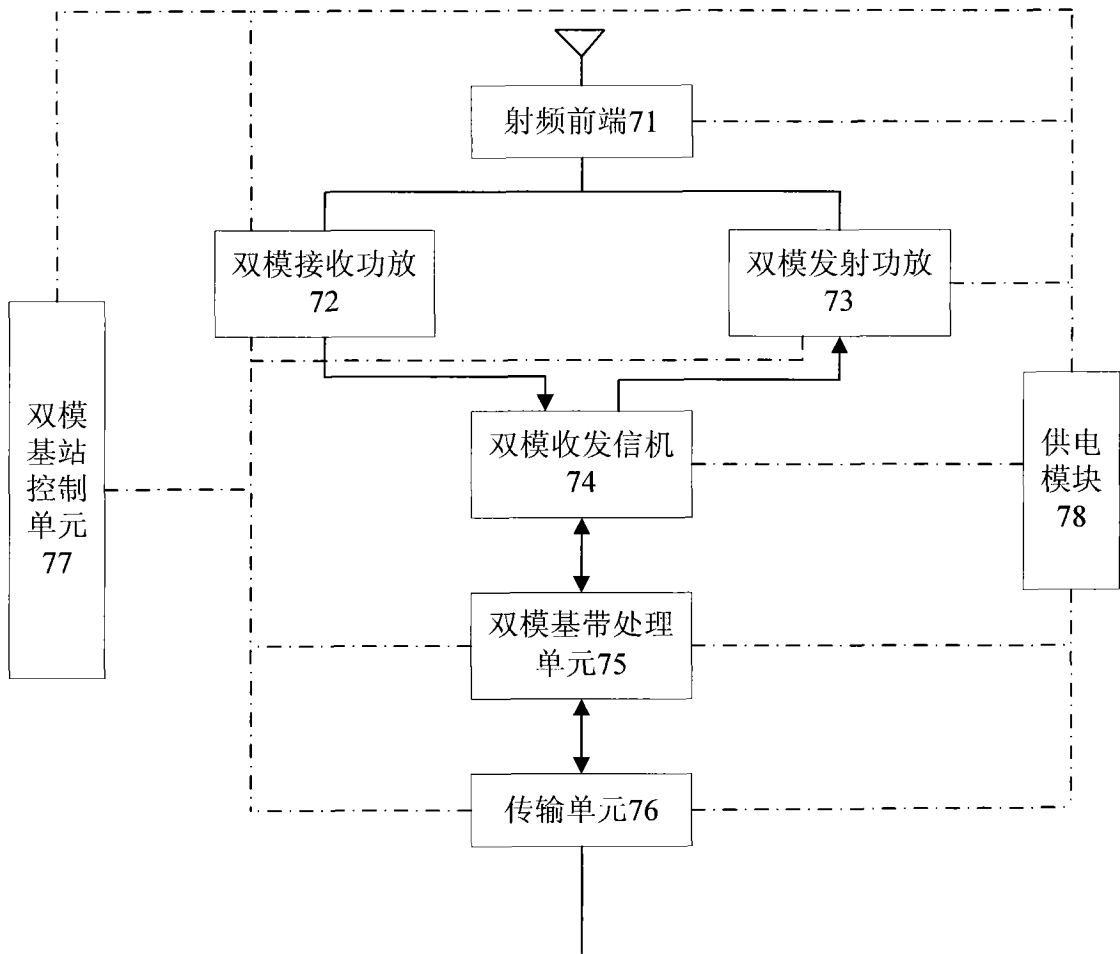 射频前端71
双模接收功放
72
双模发射功放
73
双模
基站
控制
单元
77
双模收发信机
74
供电
模块
78
双模基带处理
单元75
传输单元76